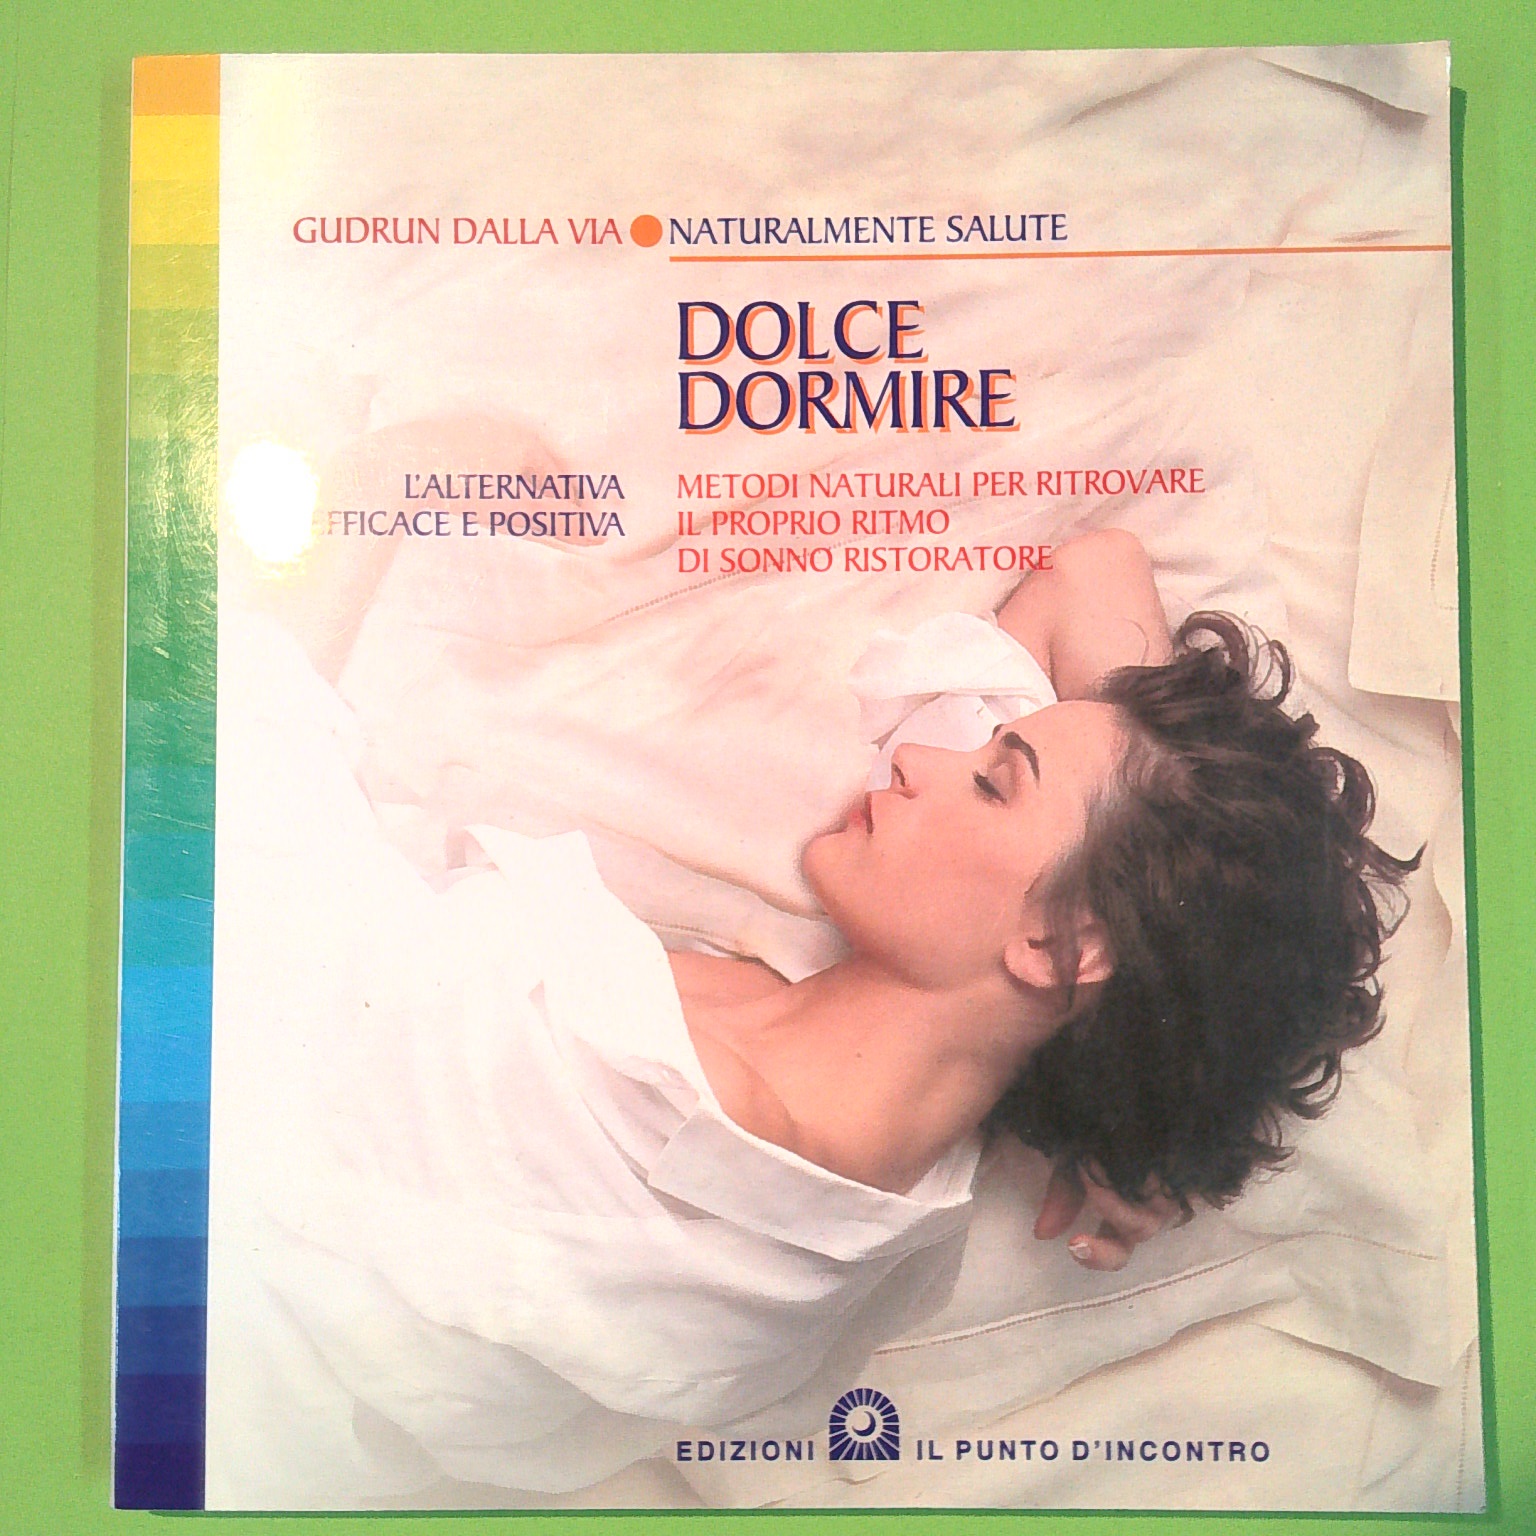 GUDRUN DALLA VIA NATURALMENTE SALUTE
DOLCE
DORMIRE
L'ALTERNATIVA
E POSITIVA
METODI NATURALI PER RITROVARE
IL PROPRIO RITMO
DI SONNO RISTORATORE
EDIZIONI IL PUNTO D'INCONTRO